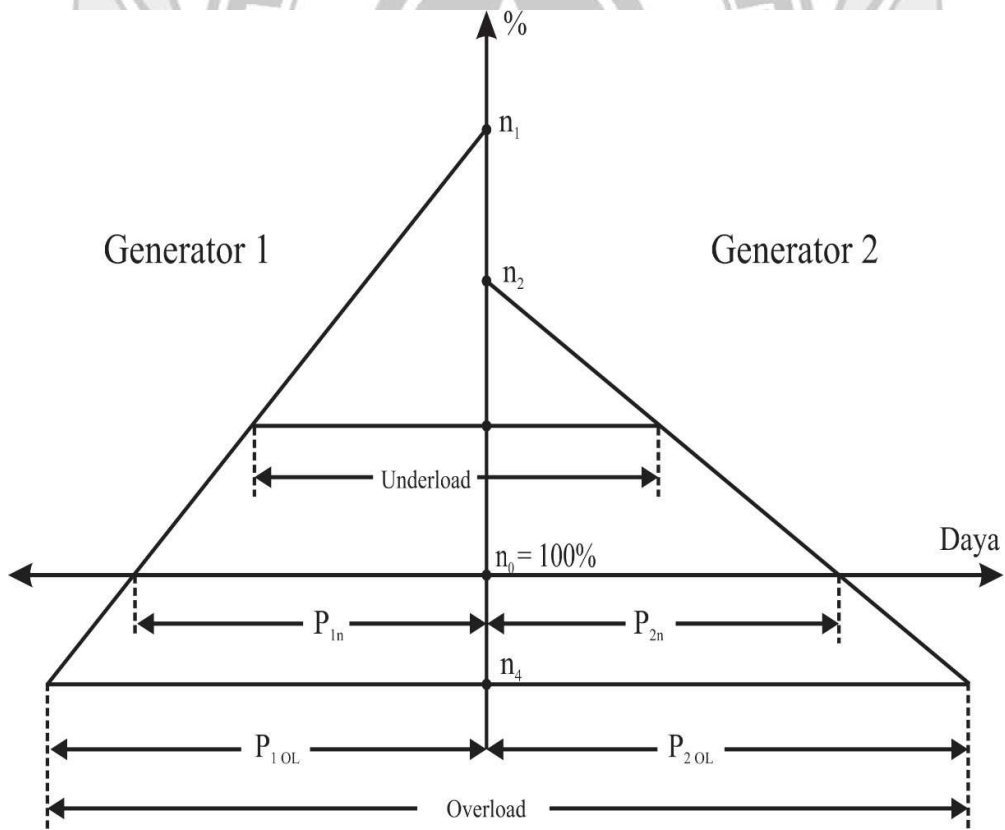 %
n₁
Generator 1
Generator 2
n₂
Underload
Daya
n₀ = 100%
P₁ₙ
P₂ₙ
n₄
P₁ OL
P₂ OL
Overload